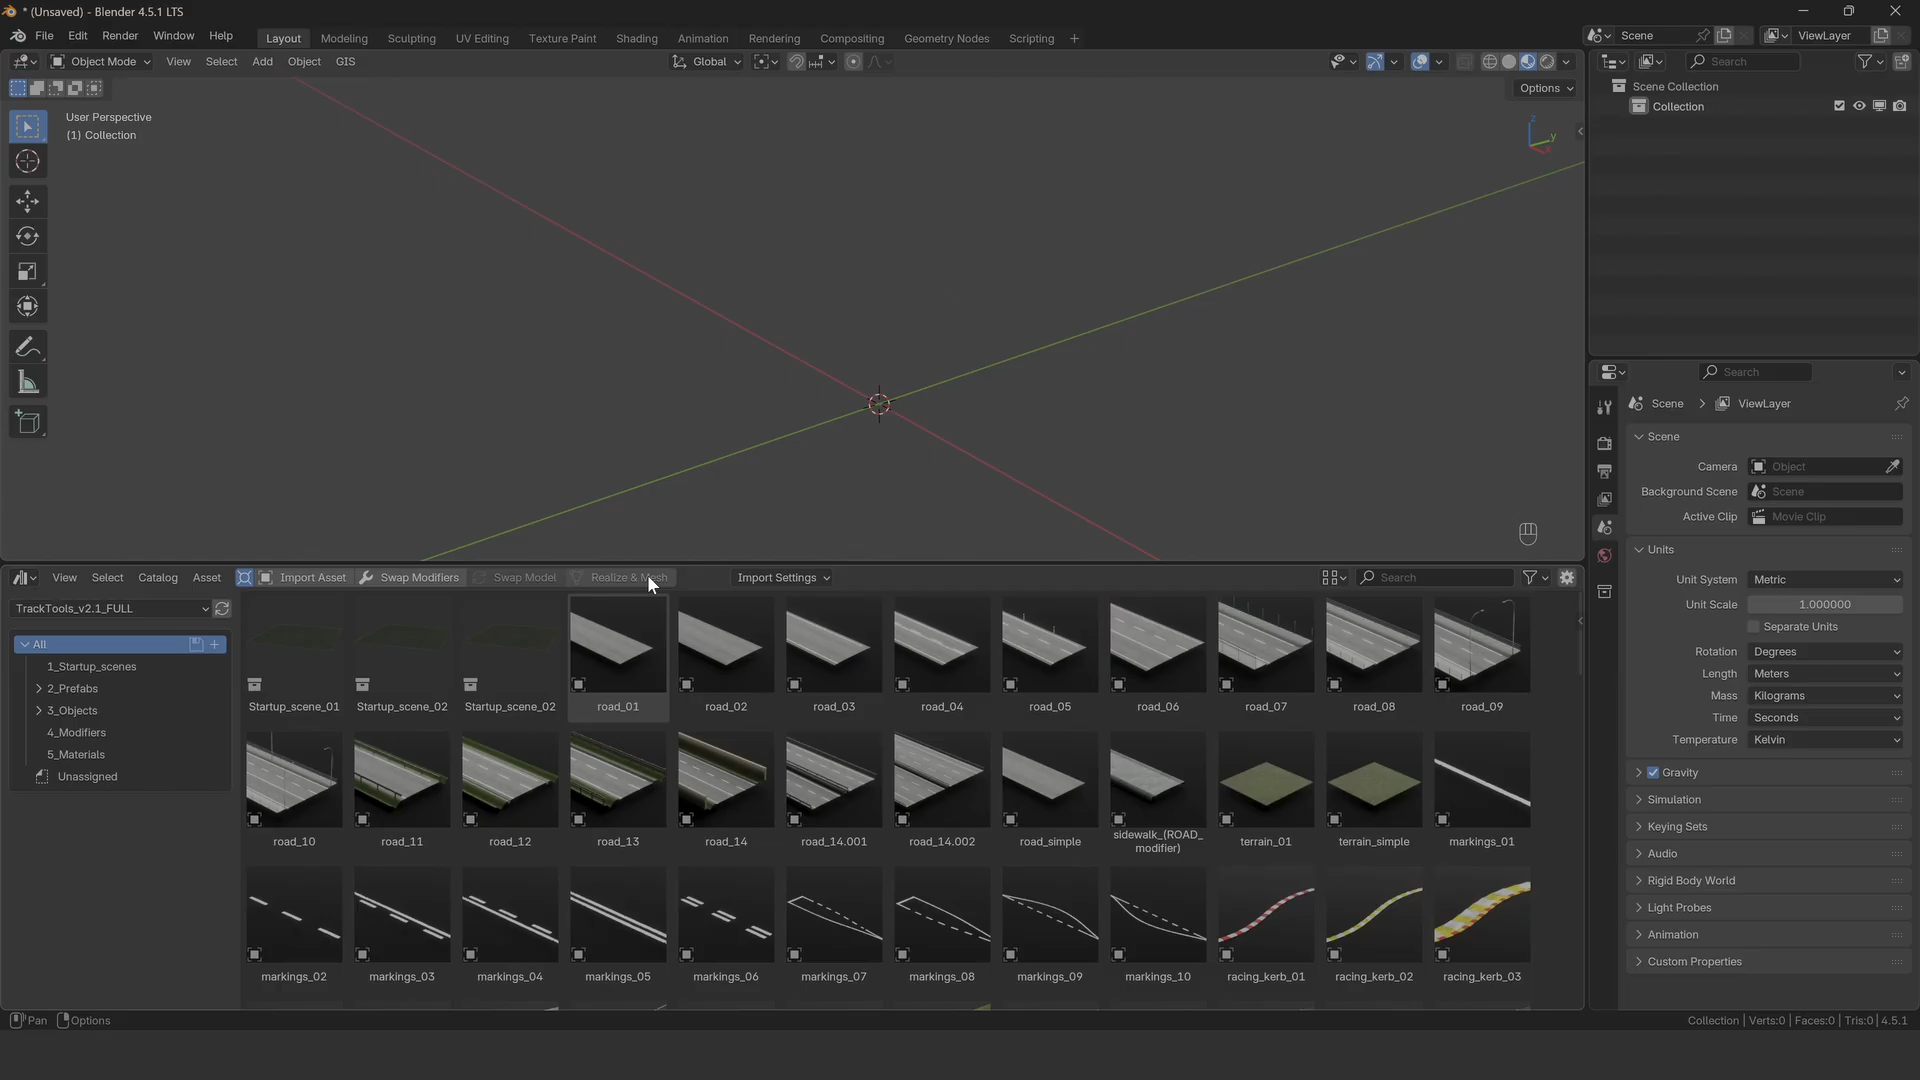 * (Unsaved) - Blender 4.5.1 LTS
File Edit Render Window Help
Layout Modeling Sculpting UV Editing Texture Paint Shading Animation Rendering Compositing Geometry Nodes Scripting +
Scene ViewLayer
Object Mode View Select Add Object GIS
Global
Search
Options
Scene Collection
Collection
User Perspective
(1) Collection
z
y
x
Search
Scene > ViewLayer
Scene
Camera Object
Background Scene Scene
Active Clip Movie Clip
Units
Unit System Metric
Unit Scale 1.000000
Separate Units
Rotation Degrees
Length Meters
Mass Kilograms
Time Seconds
Temperature Kelvin
Gravity
Simulation
Keying Sets
Audio
Rigid Body World
Light Probes
Animation
Custom Properties
View Select Catalog Asset Import Asset Swap Modifiers Swap Model Realize & Mesh Import Settings Search
TrackTools_v2.1_FULL
All
1_Startup_scenes
2_Prefabs
3_Objects
4_Modifiers
5_Materials
Unassigned
Startup_scene_01 Startup_scene_02 Startup_scene_02 road_01 road_02 road_03 road_04 road_05 road_06 road_07 road_08 road_09
road_10 road_11 road_12 road_13 road_14 road_14.001 road_14.002 road_simple sidewalk_(ROAD_ terrain_01 terrain_simple markings_01
modifier)
markings_02 markings_03 markings_04 markings_05 markings_06 markings_07 markings_08 markings_09 markings_10 racing_kerb_01 racing_kerb_02 racing_kerb_03
Pan Options
Collection | Verts:0 | Faces:0 | Tris:0 | 4.5.1